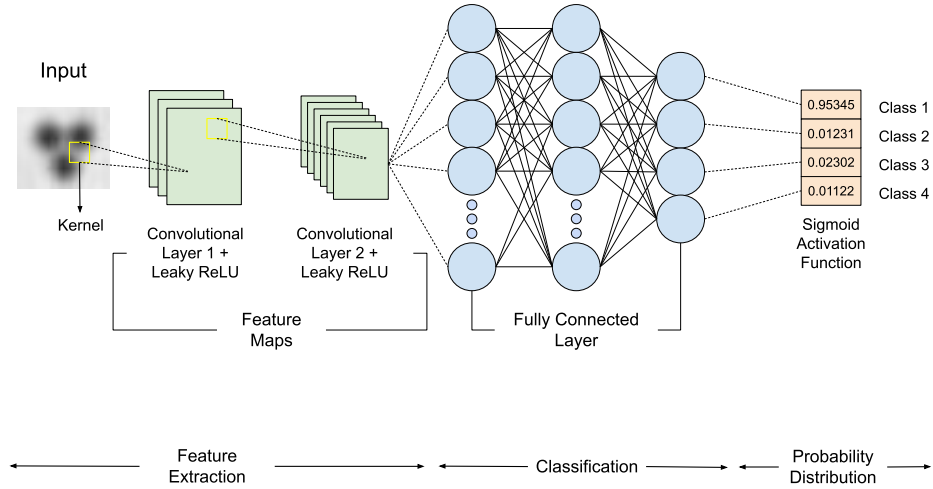 Input
Kernel
Convolutional
Layer 1 +
Leaky ReLU
Convolutional
Layer 2 +
Leaky ReLU
Feature
Maps
Fully Connected
Layer
0.95345 Class 1
0.01231 Class 2
0.02302 Class 3
0.01122 Class 4
Sigmoid
Activation
Function
Feature
Extraction
Classification
Probability
Distribution